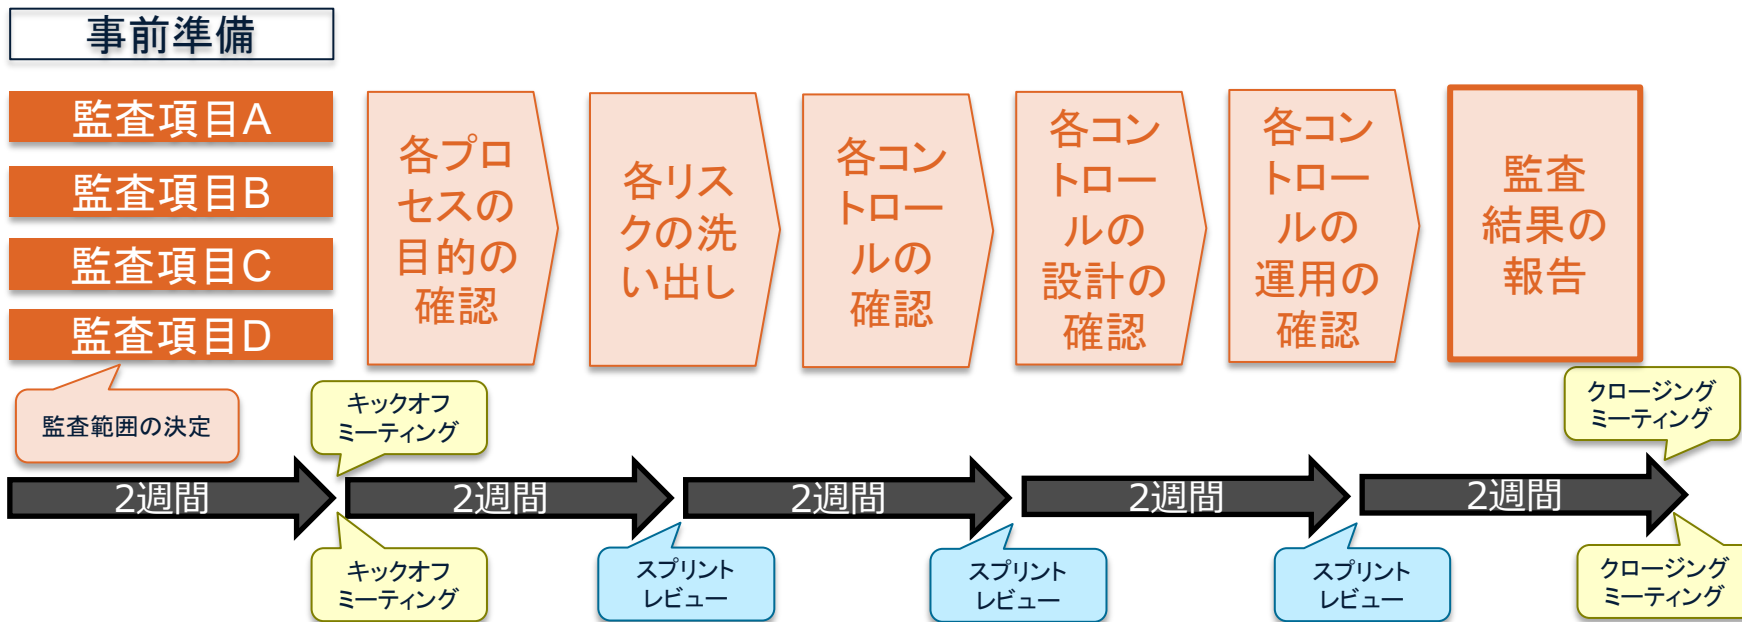 事前準備
監査項目A
監査項目B
監査項目C
監査項目D
各プロ
セスの
目的の
確認
各リス
クの洗
い出し
各コン
トロー
ルの
確認
各コン
トロー
ルの
設計の
確認
各コン
トロー
ルの
運用の
確認
監査
結果の
報告
監査範囲の決定
キックオフ
ミーティング
クロージング
ミーティング
2週間
2週間
2週間
2週間
2週間
キックオフ
ミーティング
スプリント
レビュー
スプリント
レビュー
スプリント
レビュー
クロージング
ミーティング